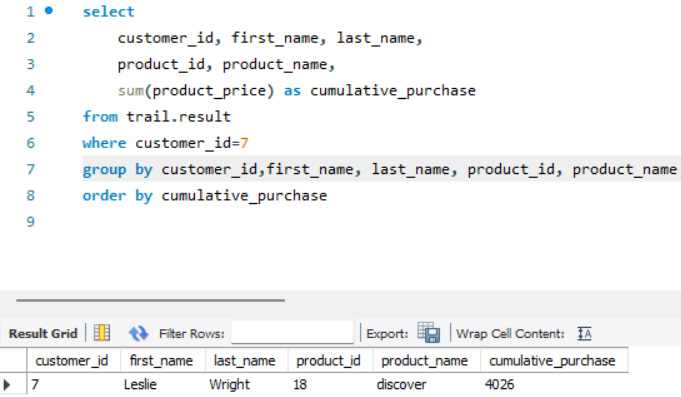 1 select
2 customer_id, first_name, last_name,
3 product_id, product_name,
4 sum(product_price) as cumulative_purchase
5 from trail.result
6 where customer_id=7
7 group by customer_id,first_name, last_name, product_id, product_name
8 order by cumulative_purchase
9
Result Grid Filter Rows: Export: Wrap Cell Content: IA
customer_id first_name last_name product_id product_name cumulative_purchase
7 Leslie Wright 18 discover 4026